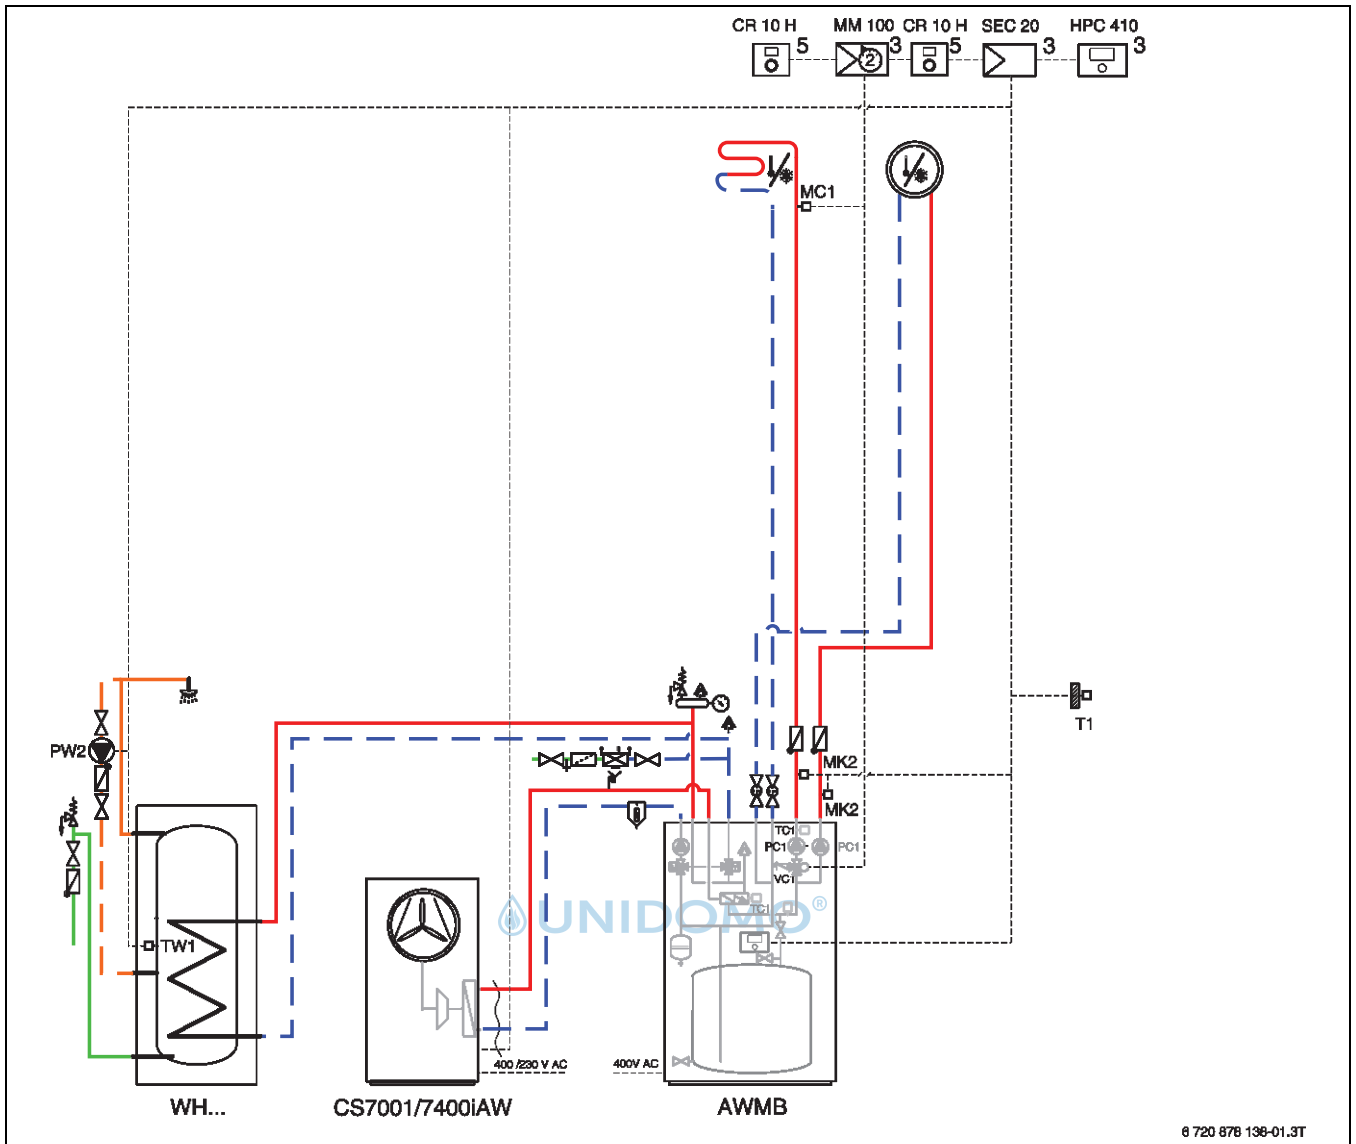 CR 10 H MM 100 CR 10 H SEC 20 HPC 410
5 3 5 3 3
2
MC1
T1
PW2
MK2
MK2
TC1
PC1 PC1
VC1
TC1
UNIDOMO®
TW1
400 /230 V AC 400V AC
WH... CS7001/7400iAW AWMB
6 720 878 138-01.3T